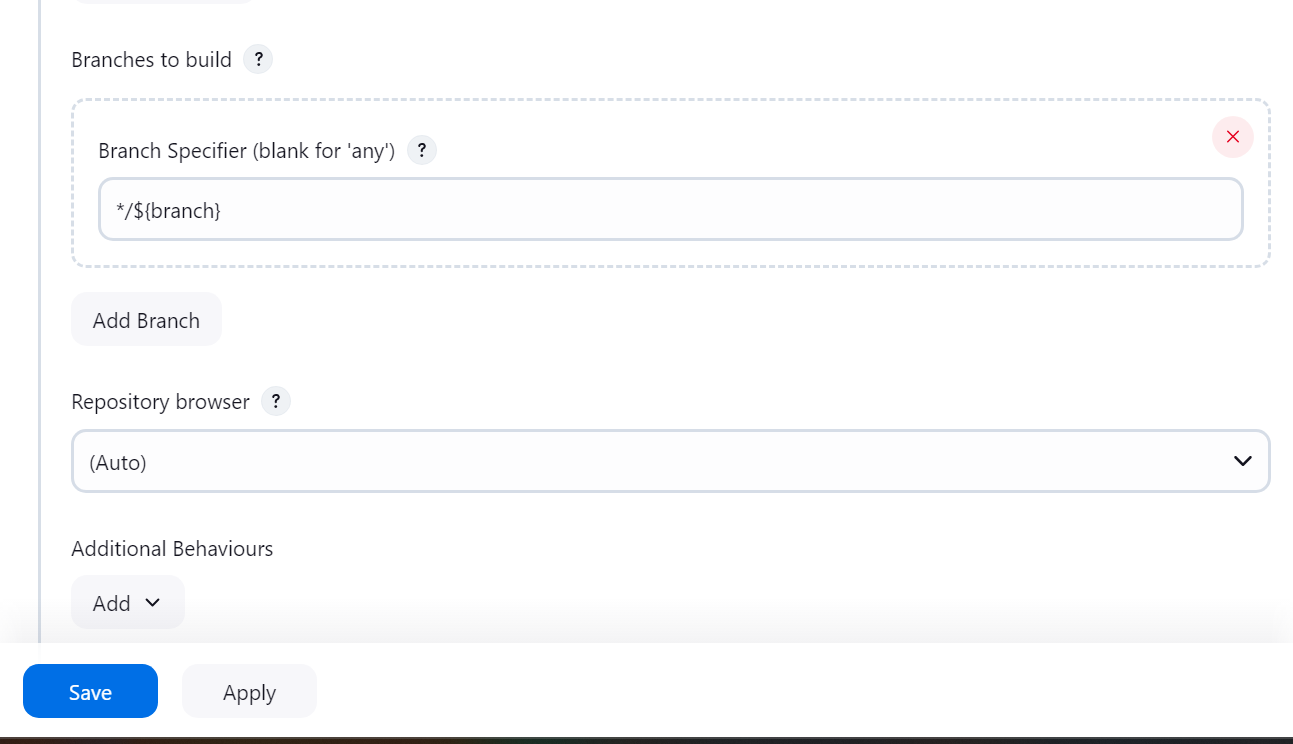 Branches to build ?
Branch Specifier (blank for 'any') ?
*/${branch}
Add Branch
Repository browser ?
(Auto)
Additional Behaviours
Add
Save Apply